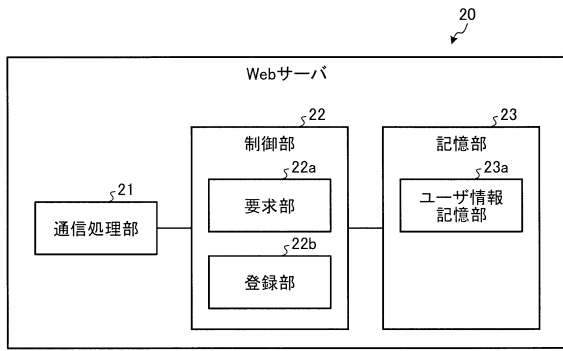 20
Webサーバ
22
制御部
23
記憶部
22a
要求部
23a
ユーザ情報
記憶部
21
通信処理部
22b
登録部